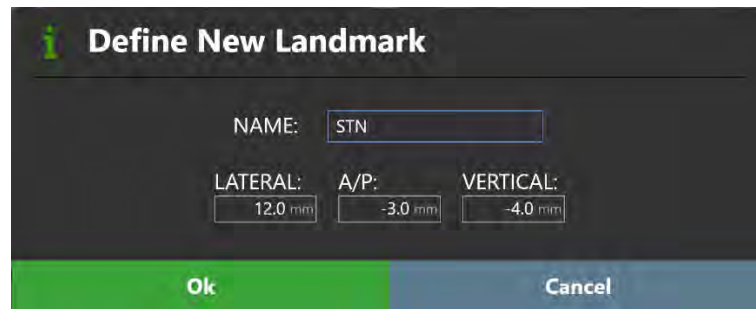 Define New Landmark
NAME: STN
LATERAL: A/P: VERTICAL:
12.0 mm -3.0 mm -4.0 mm
Ok Cancel